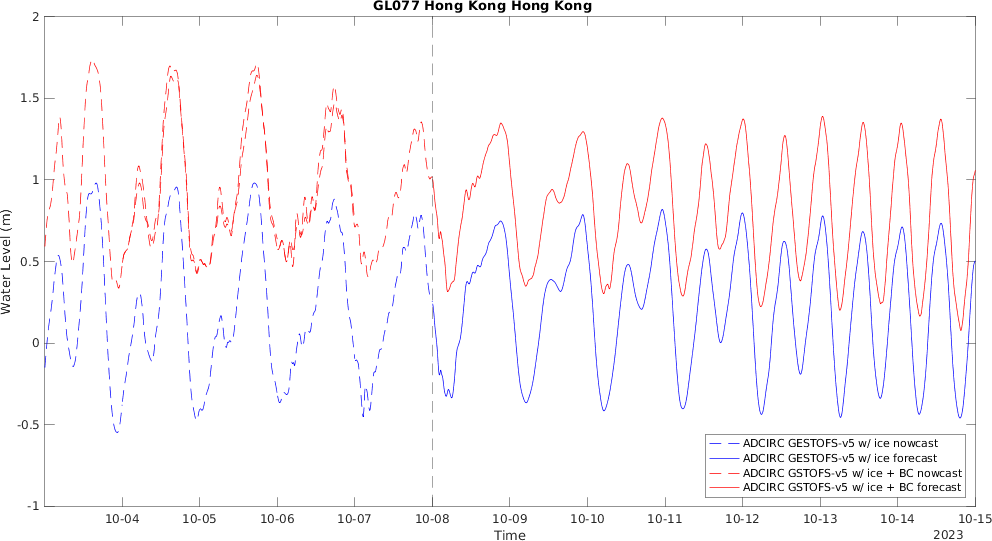 GL077 Hong Kong Hong Kong
2
1.5
1
0.5
0
-0.5
-1
Water Level (m)
10-04 10-05 10-06 10-07 10-08 10-09 10-10 10-11 10-12 10-13 10-14 10-15
Time
2023
ADCIRC GESTOFS-v5 w/ ice nowcast
ADCIRC GESTOFS-v5 w/ ice forecast
ADCIRC GSTOFS-v5 w/ ice + BC nowcast
ADCIRC GSTOFS-v5 w/ ice + BC forecast